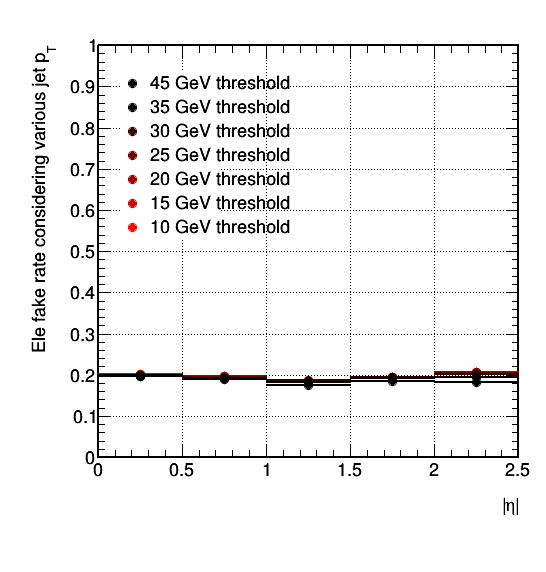 Ele fake rate considering various jet p_T
1
0.9
0.8
0.7
0.6
0.5
0.4
0.3
0.2
0.1
0
45 GeV threshold
35 GeV threshold
30 GeV threshold
25 GeV threshold
20 GeV threshold
15 GeV threshold
10 GeV threshold
0 0.5 1 1.5 2 2.5
|η|